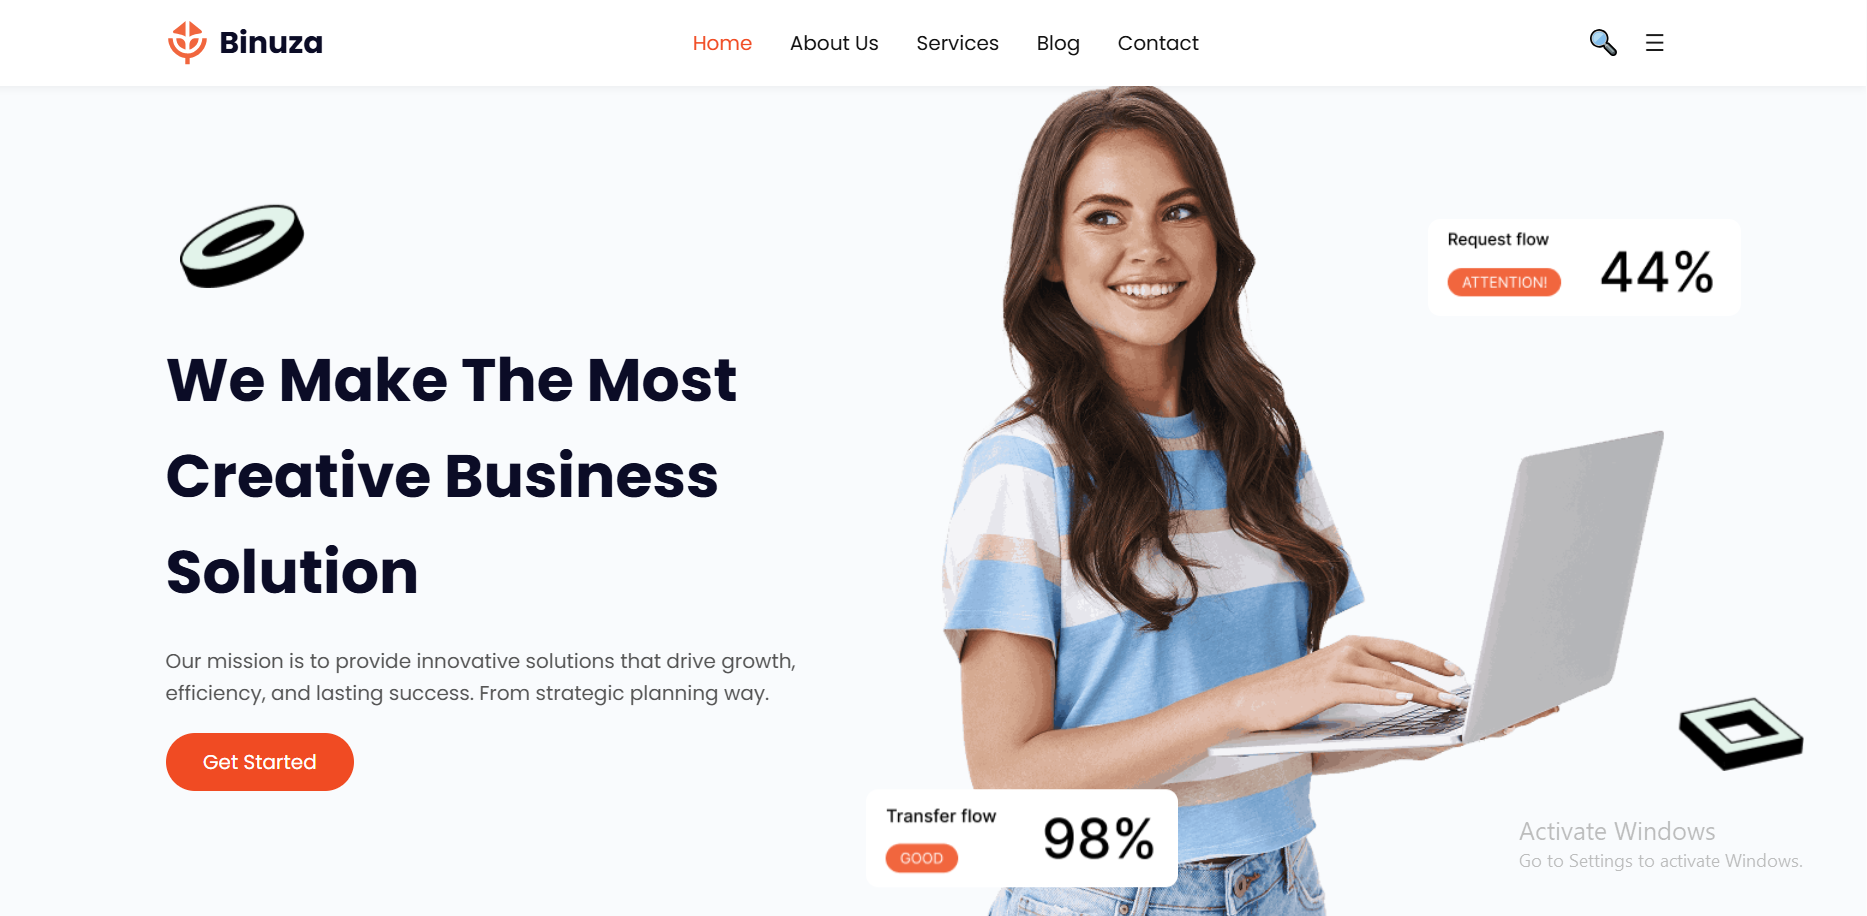 Binuza
Home About Us Services Blog Contact
Request flow
ATTENTION!
44%
We Make The Most
Creative Business
Solution
Our mission is to provide innovative solutions that drive growth,
efficiency, and lasting success. From strategic planning way.
Get Started
Transfer flow
GOOD
98%
Activate Windows
Go to Settings to activate Windows.